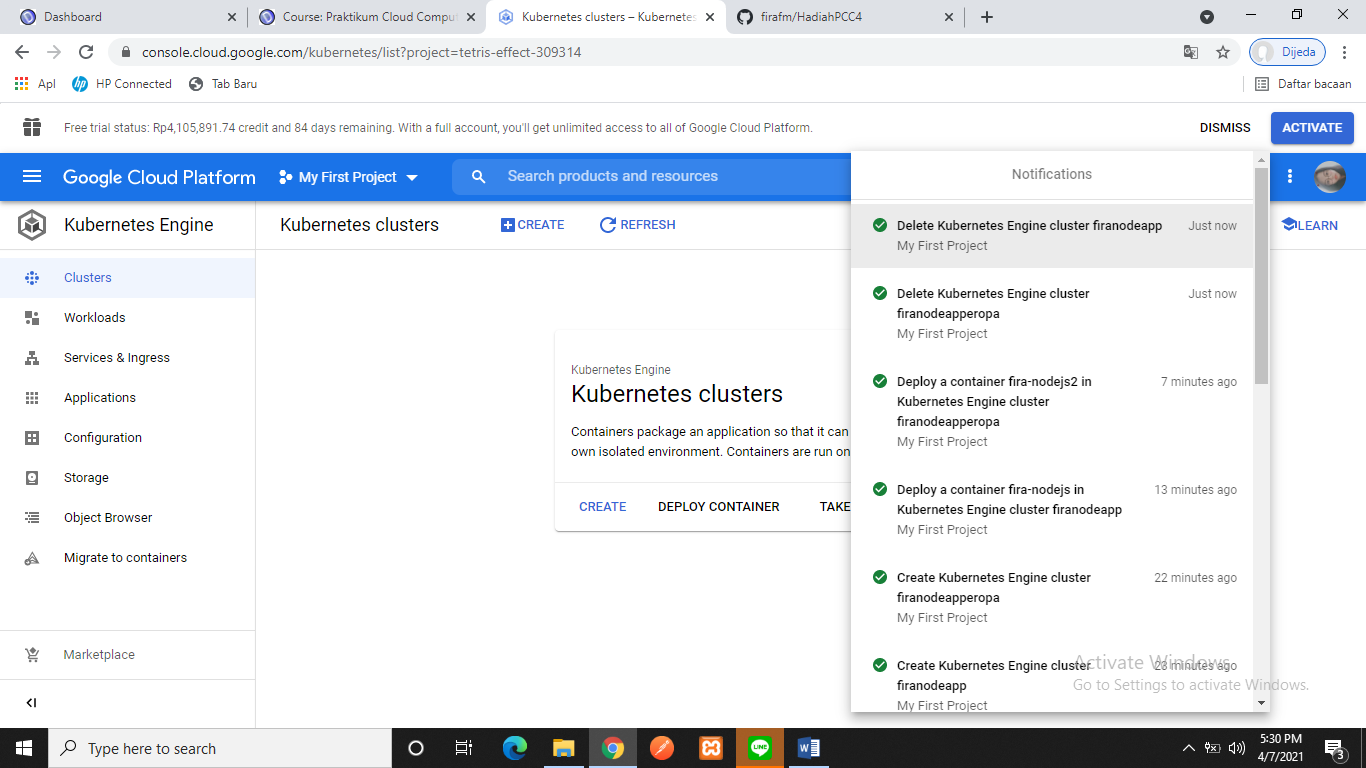 Dashboard
Course: Praktikum Cloud Comput
Kubernetes clusters – Kubernetes
firafm/HadiahPCC4
console.cloud.google.com/kubernetes/list?project=tetris-effect-309314
Dijeda
Apl
HP Connected
Tab Baru
Daftar bacaan
Free trial status: Rp4,105,891.74 credit and 84 days remaining. With a full account, you'll get unlimited access to all of Google Cloud Platform.
DISMISS
ACTIVATE
Google Cloud Platform
My First Project
Search products and resources
Kubernetes Engine
Kubernetes clusters
CREATE
REFRESH
LEARN
Clusters
Workloads
Services & Ingress
Applications
Configuration
Storage
Object Browser
Migrate to containers
Marketplace
Kubernetes Engine
Kubernetes clusters
Containers package an application so that it can
own isolated environment. Containers are run on
CREATE
DEPLOY CONTAINER
TAKE
Notifications
Delete Kubernetes Engine cluster firanodeapp
Just now
My First Project
Delete Kubernetes Engine cluster
Just now
firanodeapperopa
My First Project
Deploy a container fira-nodejs2 in
7 minutes ago
Kubernetes Engine cluster
firanodeapperopa
My First Project
Deploy a container fira-nodejs in
13 minutes ago
Kubernetes Engine cluster firanodeapp
My First Project
Create Kubernetes Engine cluster
22 minutes ago
firanodeapperopa
My First Project
Create Kubernetes Engine cluster
23 minutes ago
firanodeapp
My First Project
Activate Windows
Go to Settings to activate Windows.
Type here to search
LINE
5:30 PM
4/7/2021
3